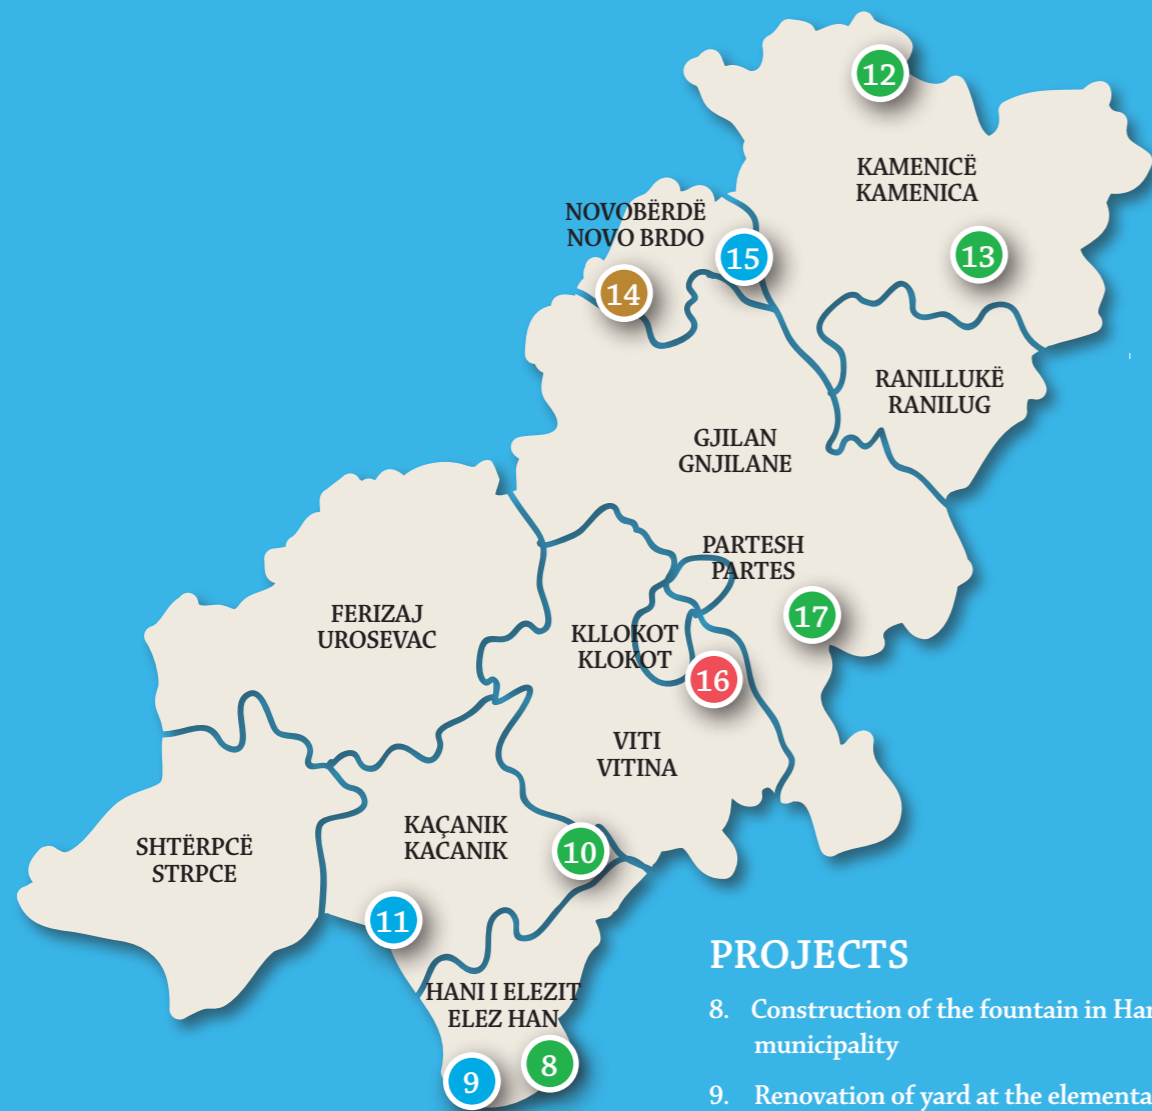 12
KAMENICË
KAMENICA
NOVOBËRDË
NOVO BRDO
15
13
14
RANILLUKË
RANILUG
GJILAN
GNJILANE
PARTESH
PARTES
FERIZAJ
UROSEVAC
17
KLLOKOT
KLOKOT
16
VITI
VITINA
SHTËRPCË
STRPCE
KAÇANIK
KACANIK
10
11
HANI I ELEZIT
ELEZ HAN
9
8
PROJECTS
8. Construction of the fountain in
municipality
9. Renovation of yard at the